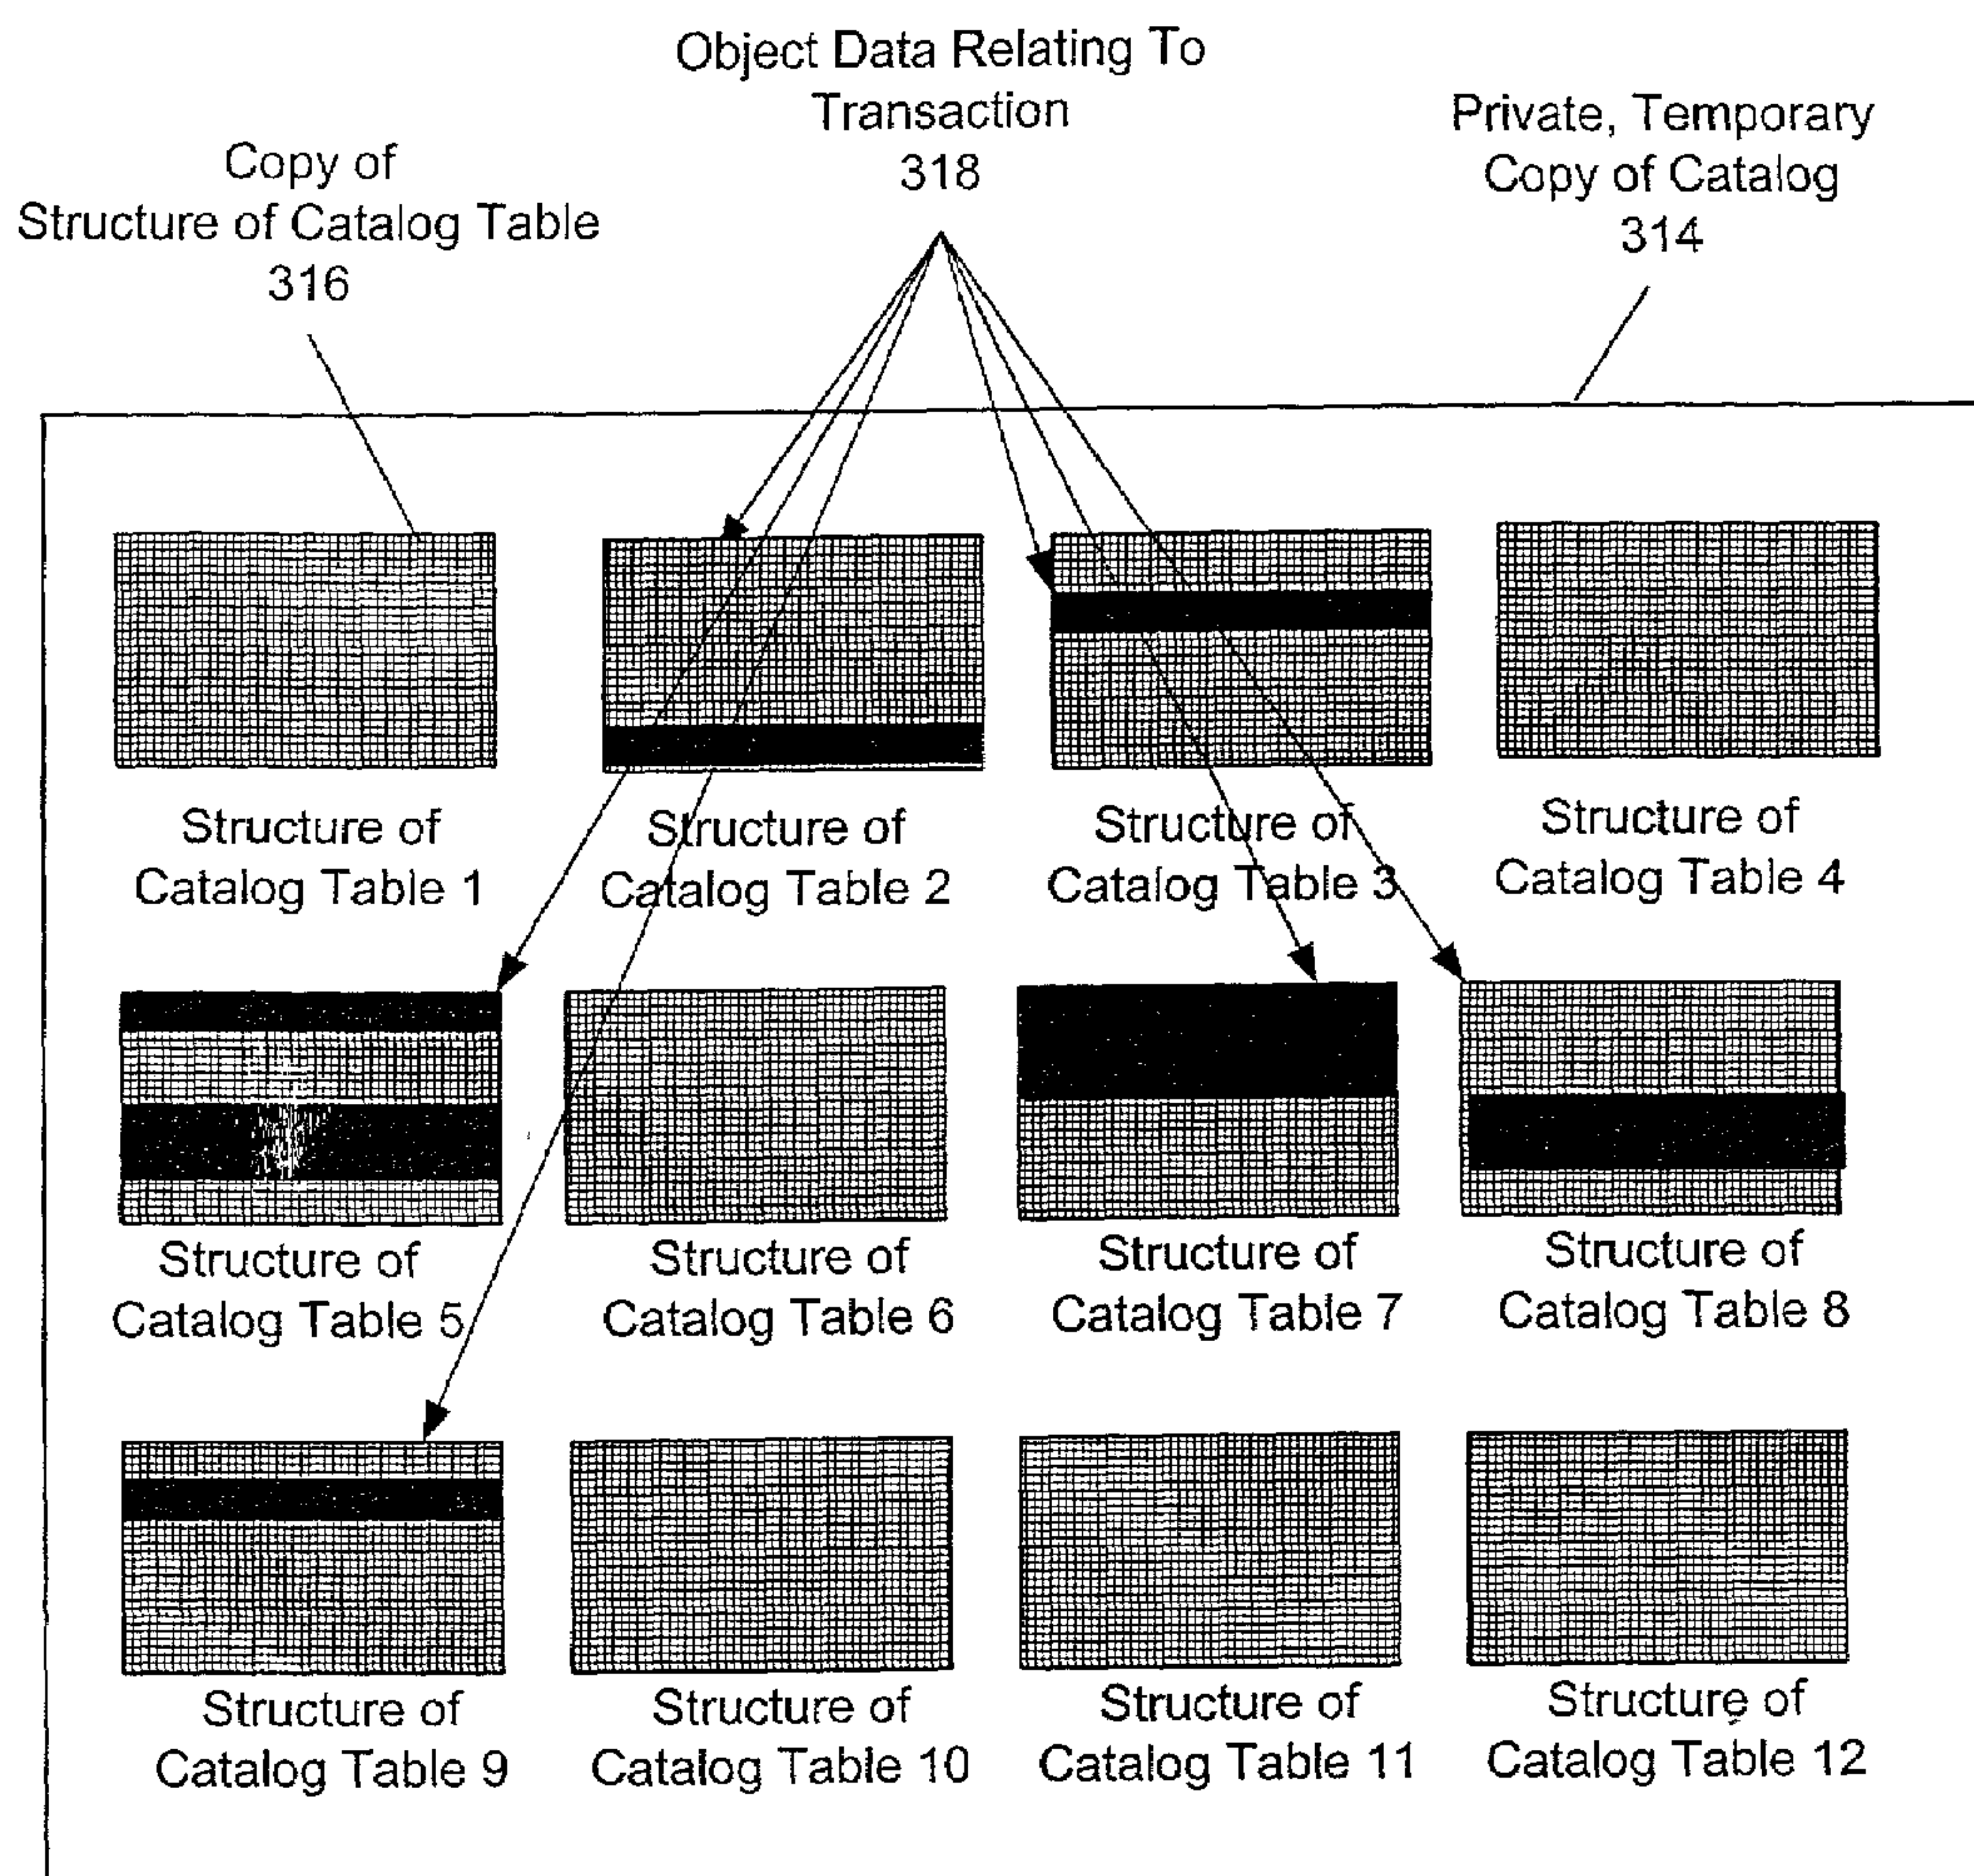 Object Data Relating To
Transaction
318
Private, Temporary
Copy of Catalog
314
Copy of
Structure of Catalog Table
316
Structure of
Catalog Table 1
Structure of
Catalog Table 2
Structure of
Catalog Table 3
Structure of
Catalog Table 4
Structure of
Catalog Table 5
Structure of
Catalog Table 6
Structure of
Catalog Table 7
Structure of
Catalog Table 8
Structure of
Catalog Table 9
Structure of
Catalog Table 10
Structure of
Catalog Table 11
Structure of
Catalog Table 12